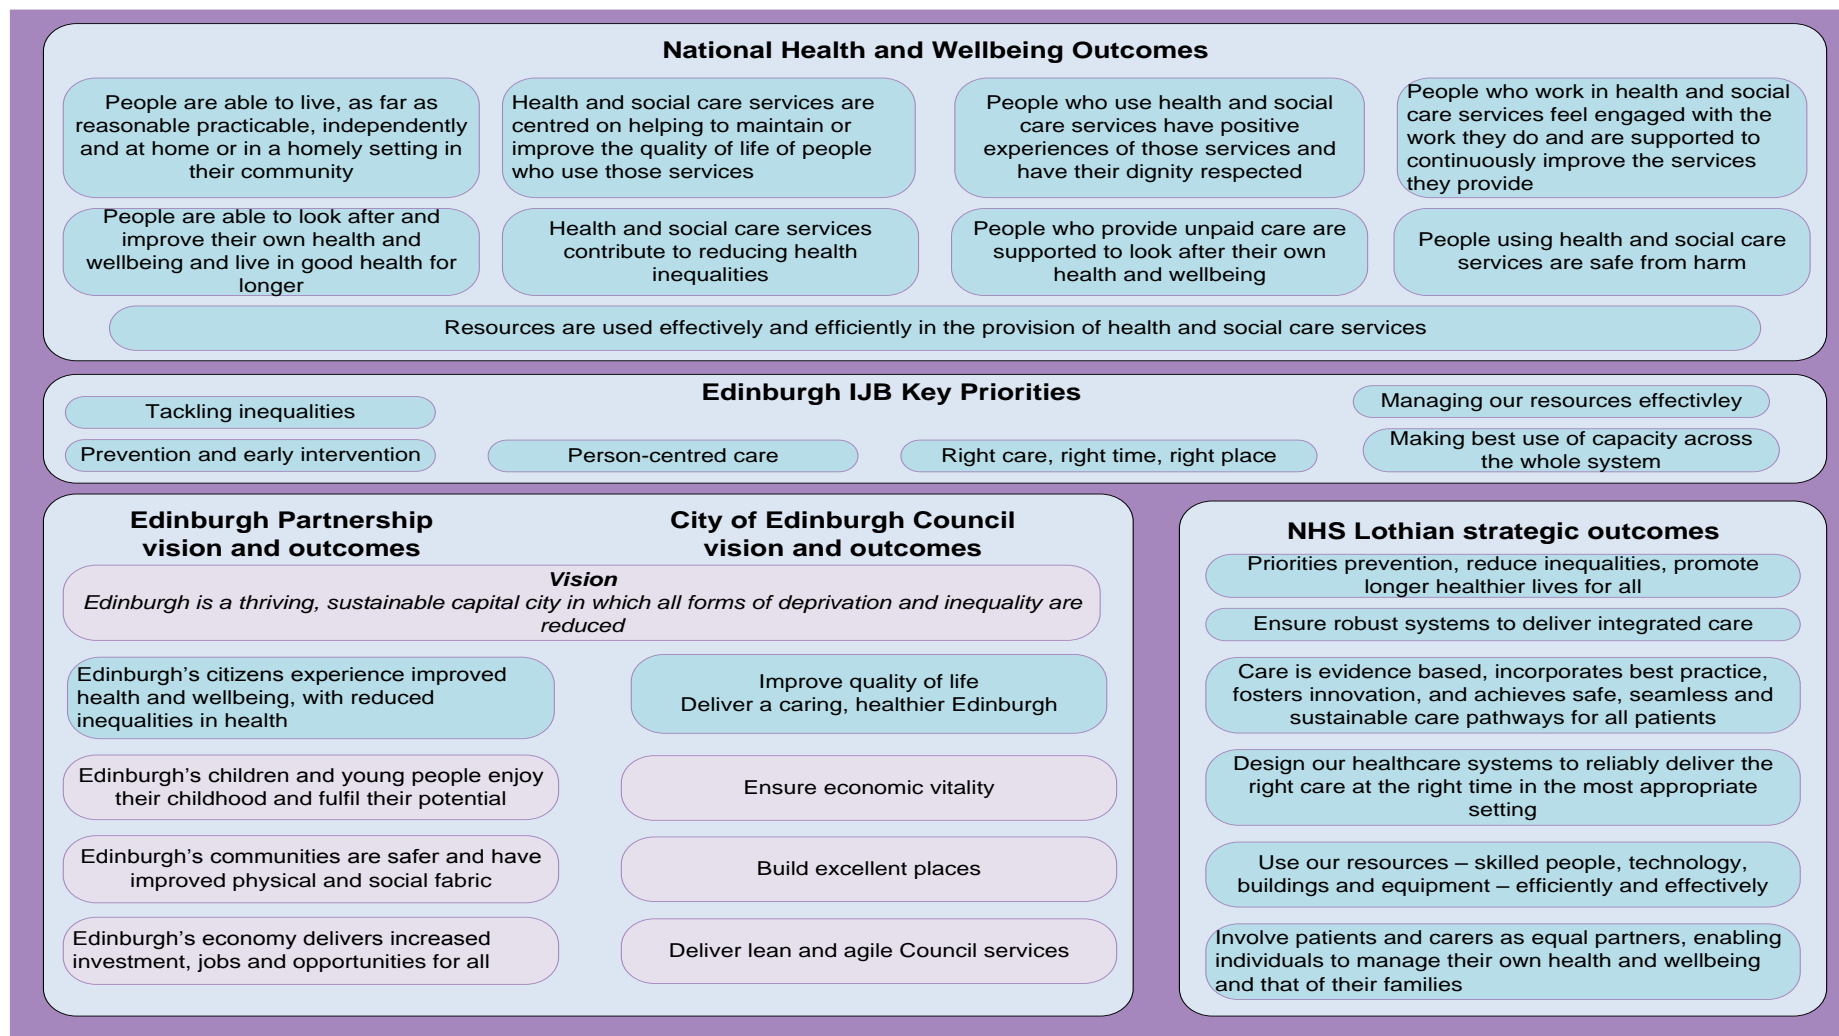 National Health and Wellbeing Outcomes
People are able to live, as far as
reasonable practicable, independently
and at home or in a homely setting in
their community
Health and social care services are
centred on helping to maintain or
improve the quality of life of people
who use those services
People who use health and social
care services have positive
experiences of those services and
have their dignity respected
People who work in health and social
care services feel engaged with the
work they do and are supported to
continuously improve the services
they provide
People are able to look after and
improve their own health and
wellbeing and live in good health for
longer
Health and social care services
contribute to reducing health
inequalities
People who provide unpaid care are
supported to look after their own
health and wellbeing
People using health and social care
services are safe from harm
Resources are used effectively and efficiently in the provision of health and social care services
Edinburgh IJB Key Priorities
Tackling inequalities
Prevention and early intervention
Person-centred care
Right care, right time, right place
Managing our resources effectivley
Making best use of capacity across
the whole system
Edinburgh Partnership
vision and outcomes
City of Edinburgh Council
vision and outcomes
Vision
Edinburgh is a thriving, sustainable capital city in which all forms of deprivation and inequality are
reduced
Edinburgh’s citizens experience improved
health and wellbeing, with reduced
inequalities in health
Edinburgh’s children and young people enjoy
their childhood and fulfil their potential
Edinburgh’s communities are safer and have
improved physical and social fabric
Edinburgh’s economy delivers increased
investment, jobs and opportunities for all
Improve quality of life
Deliver a caring, healthier Edinburgh
Ensure economic vitality
Build excellent places
Deliver lean and agile Council services
NHS Lothian strategic outcomes
Priorities prevention, reduce inequalities, promote
longer healthier lives for all
Ensure robust systems to deliver integrated care
Care is evidence based, incorporates best practice,
fosters innovation, and achieves safe, seamless and
sustainable care pathways for all patients
Design our healthcare systems to reliably deliver the
right care at the right time in the most appropriate
setting
Use our resources – skilled people, technology,
buildings and equipment – efficiently and effectively
Involve patients and carers as equal partners, enabling
individuals to manage their own health and wellbeing
and that of their families